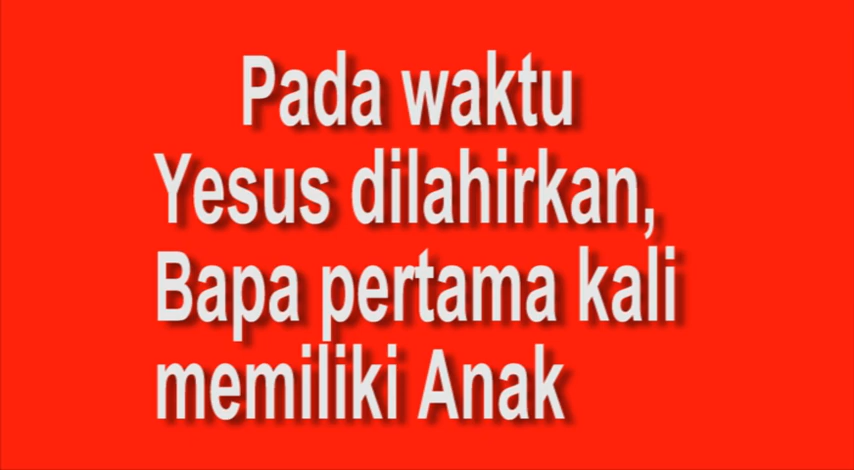 Pada waktu
Yesus dilahirkan,
Bapa pertama kali
memiliki Anak